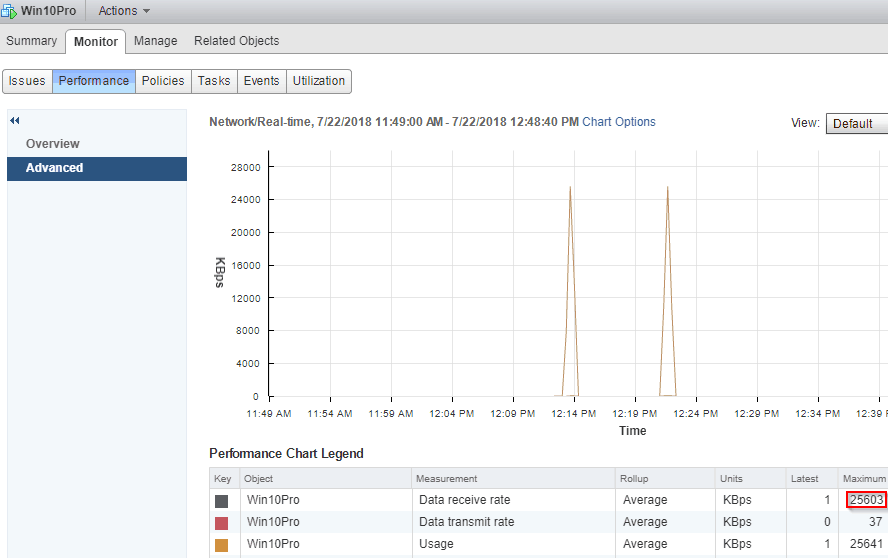 Win10Pro Actions
Summary Monitor Manage Related Objects
Issues Performance Policies Tasks Events Utilization
Network/Real-time, 7/22/2018 11:49:00 AM - 7/22/2018 12:48:40 PM Chart Options View: Default
Overview
Advanced
28000
24000
20000
16000
12000
8000
4000
0
KBps
11:49 AM 11:54 AM 11:59 AM 12:04 PM 12:09 PM 12:14 PM 12:19 PM 12:24 PM 12:29 PM 12:34 PM 12:39 P
Time
Performance Chart Legend
Key Object Measurement Rollup Units Latest Maximum
Win10Pro Data receive rate Average KBps 1 25603
Win10Pro Data transmit rate Average KBps 0 37
Win10Pro Usage Average KBps 1 25641